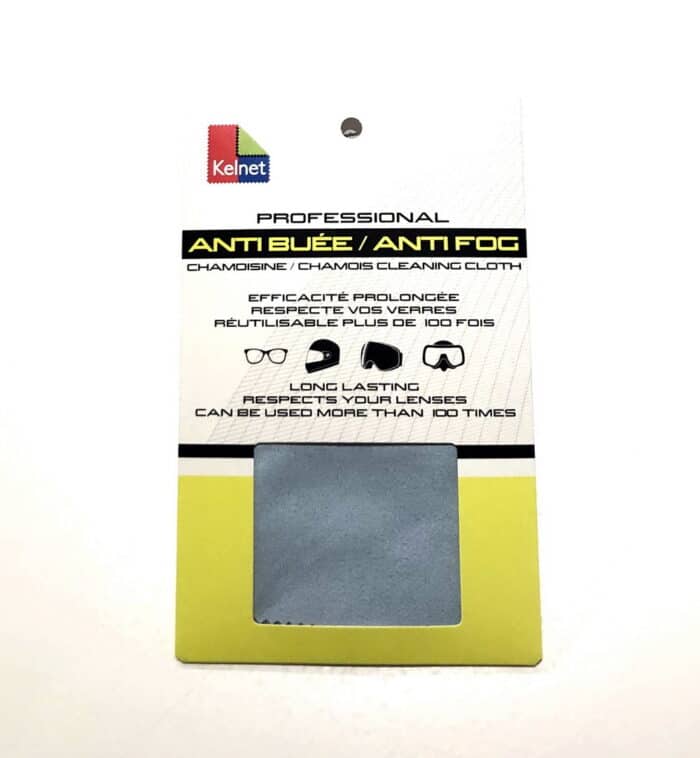 Kelnet
PROFESSIONAL
ANTI BUÉE / ANTI FOG
CHAMOISINE / CHAMOIS CLEANING CLOTH
EFFICACITÉ PROLONGÉE
RESPECTE VOS VERRES
RÉUTILISABLE PLUS DE 100 FOIS
LONG LASTING
RESPECTS YOUR LENSES
CAN BE USED MORE THAN 100 TIMES